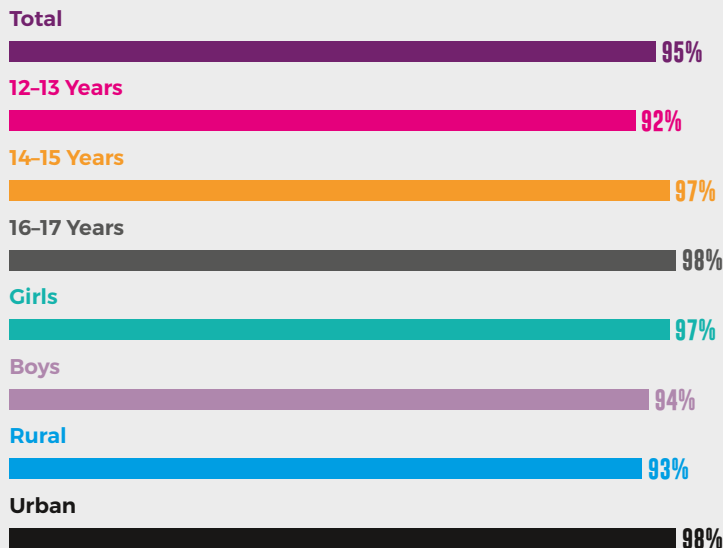 Total
95%
12–13 Years
92%
14–15 Years
97%
16–17 Years
98%
Girls
97%
Boys
94%
Rural
93%
Urban
98%